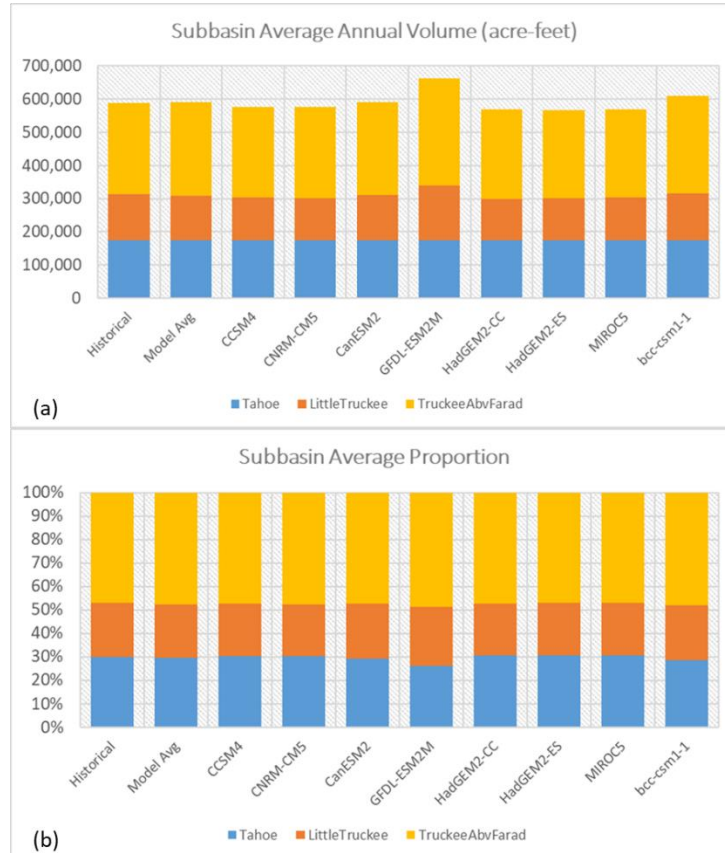 Subbasin Average Annual Volume (acre-feet)
700,000
600,000
500,000
400,000
300,000
200,000
100,000
0
Historical
Model Avg
CCSM4
CNRM-CM5
CanESM2
GFDL-ESM2M
HadGEM2-CC
HadGEM2-ES
MIROC5
bcc-csm1-1
(a)
Tahoe LittleTruckee TruckeeAbvFarad
Subbasin Average Proportion
100%
90%
80%
70%
60%
50%
40%
30%
20%
10%
0%
Historical
Model Avg
CCSM4
CNRM-CM5
CanESM2
GFDL-ESM2M
HadGEM2-CC
HadGEM2-ES
MIROC5
bcc-csm1-1
(b)
Tahoe LittleTruckee TruckeeAbvFarad